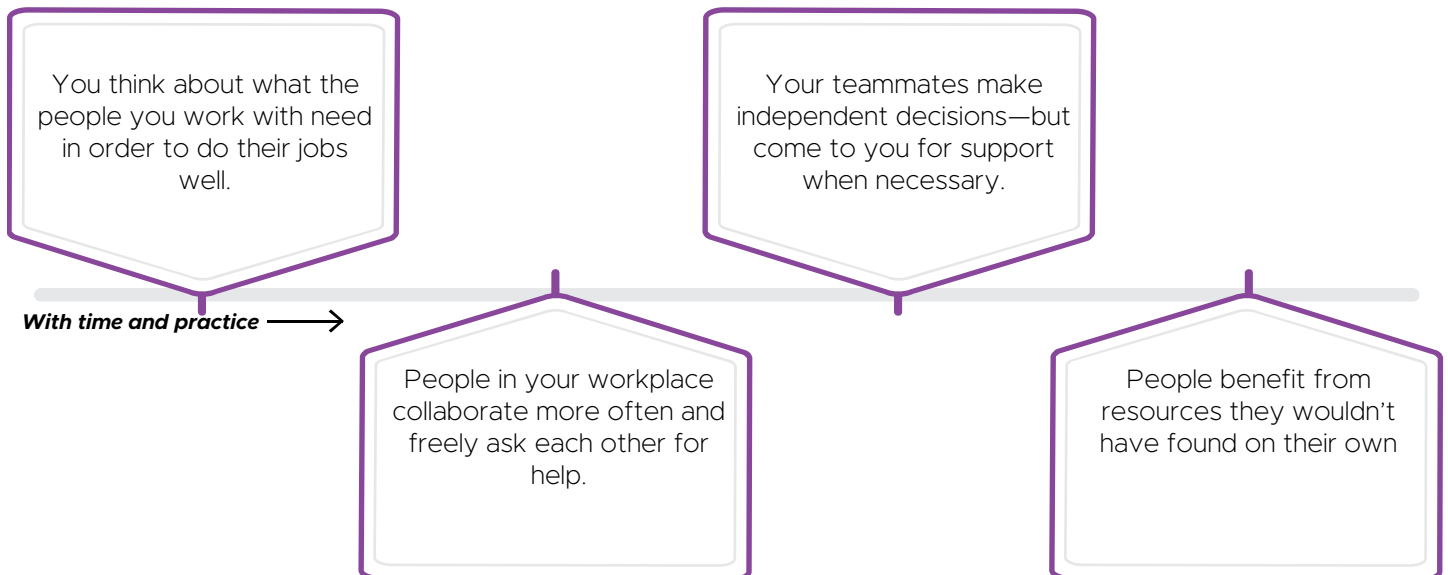 You think about what the
people you work with need
in order to do their jobs
well.
With time and practice
People in your workplace
collaborate more often and
freely ask each other for
help.
Your teammates make
independent decisions—but
come to you for support
when necessary.
People benefit from
resources they wouldn’t
have found on their own